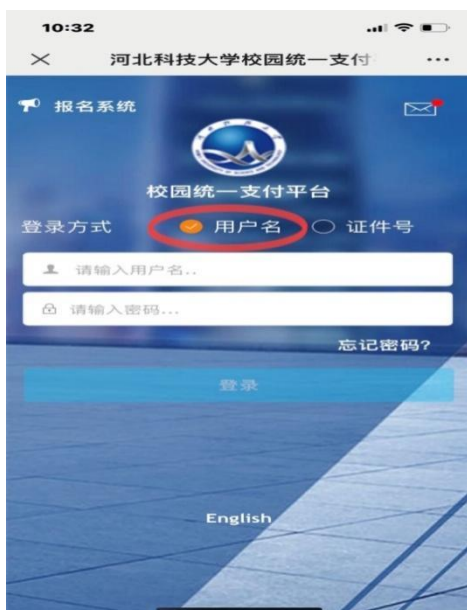 10:32
河北科技大学校园统一支付
报名系统
校园统一支付平台
登录方式 用户名 证件号
请输入用户名..
请输入密码...
忘记密码?
登录
English